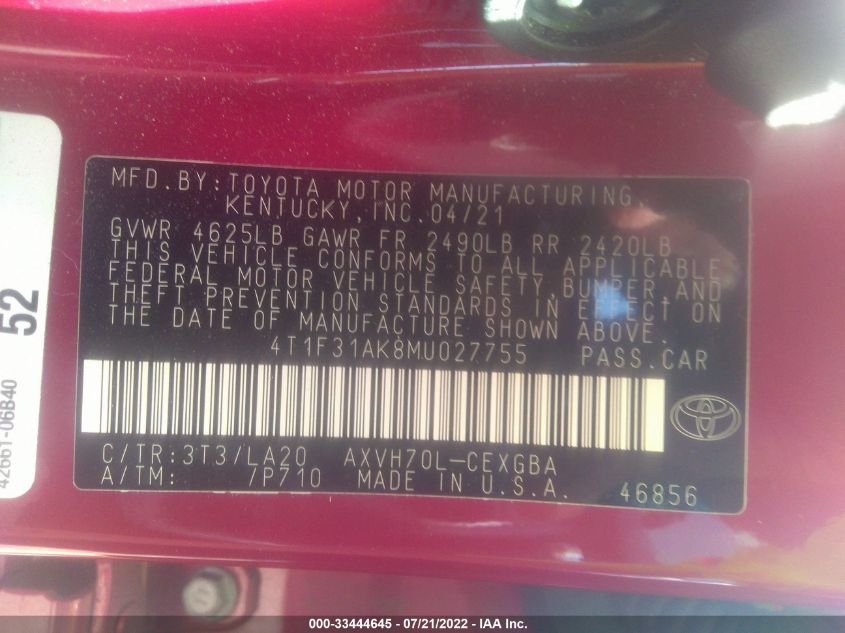 MFD.BY:TOYOTA MOTOR MANUFACTURING,
KENTUCKY,INC.04/21
GVWR 4625LB GAWR FR 2490LB RR 2420LB
THIS VEHICLE CONFORMS TO ALL APPLICABLE
FEDERAL MOTOR VEHICLE SAFETY,BUMPER,AND
THEFT PREVENTION STANDARDS IN EFFECT ON
THE DATE OF MANUFACTURE SHOWN ABOVE.
4T1F31AK8MU027755 PASS.CAR
C/TR:3T3/LA20 AXVH70L-CEXGBA
A/TM: /P710 MADE IN U.S.A. 46856
52
42661-06B40
000-33444645 - 07/21/2022 - IAA Inc.